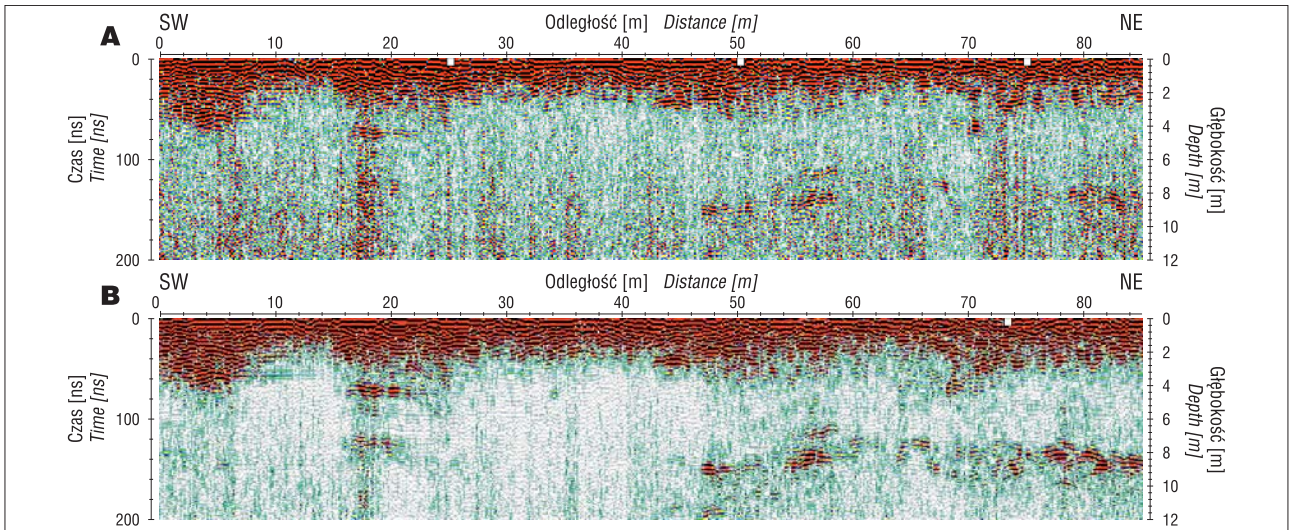 A
SW
Odległość [m] Distance [m]
NE
0 10 20 30 40 50 60 70 80
Czas [ns]
Time [ns]
0
100
200
0
2
4
6
8
10
12
Głębokość [m]
Depth [m]
B
SW
Odległość [m] Distance [m]
NE
0 10 20 30 40 50 60 70 80
Czas [ns]
Time [ns]
0
100
200
0
2
4
6
8
10
12
Głębokość [m]
Depth [m]